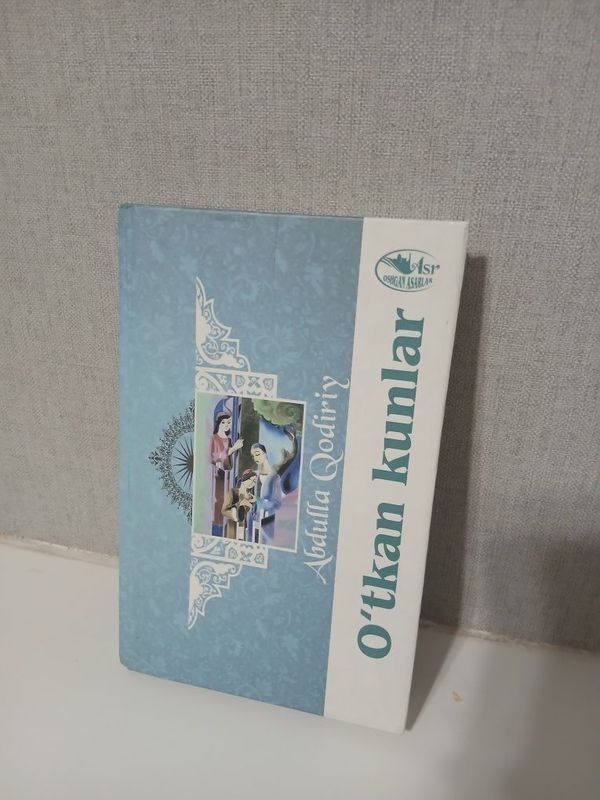 Asr
OSHGAN ASARLAR
O‘tkan kunlar
Abdulla Qodiriy